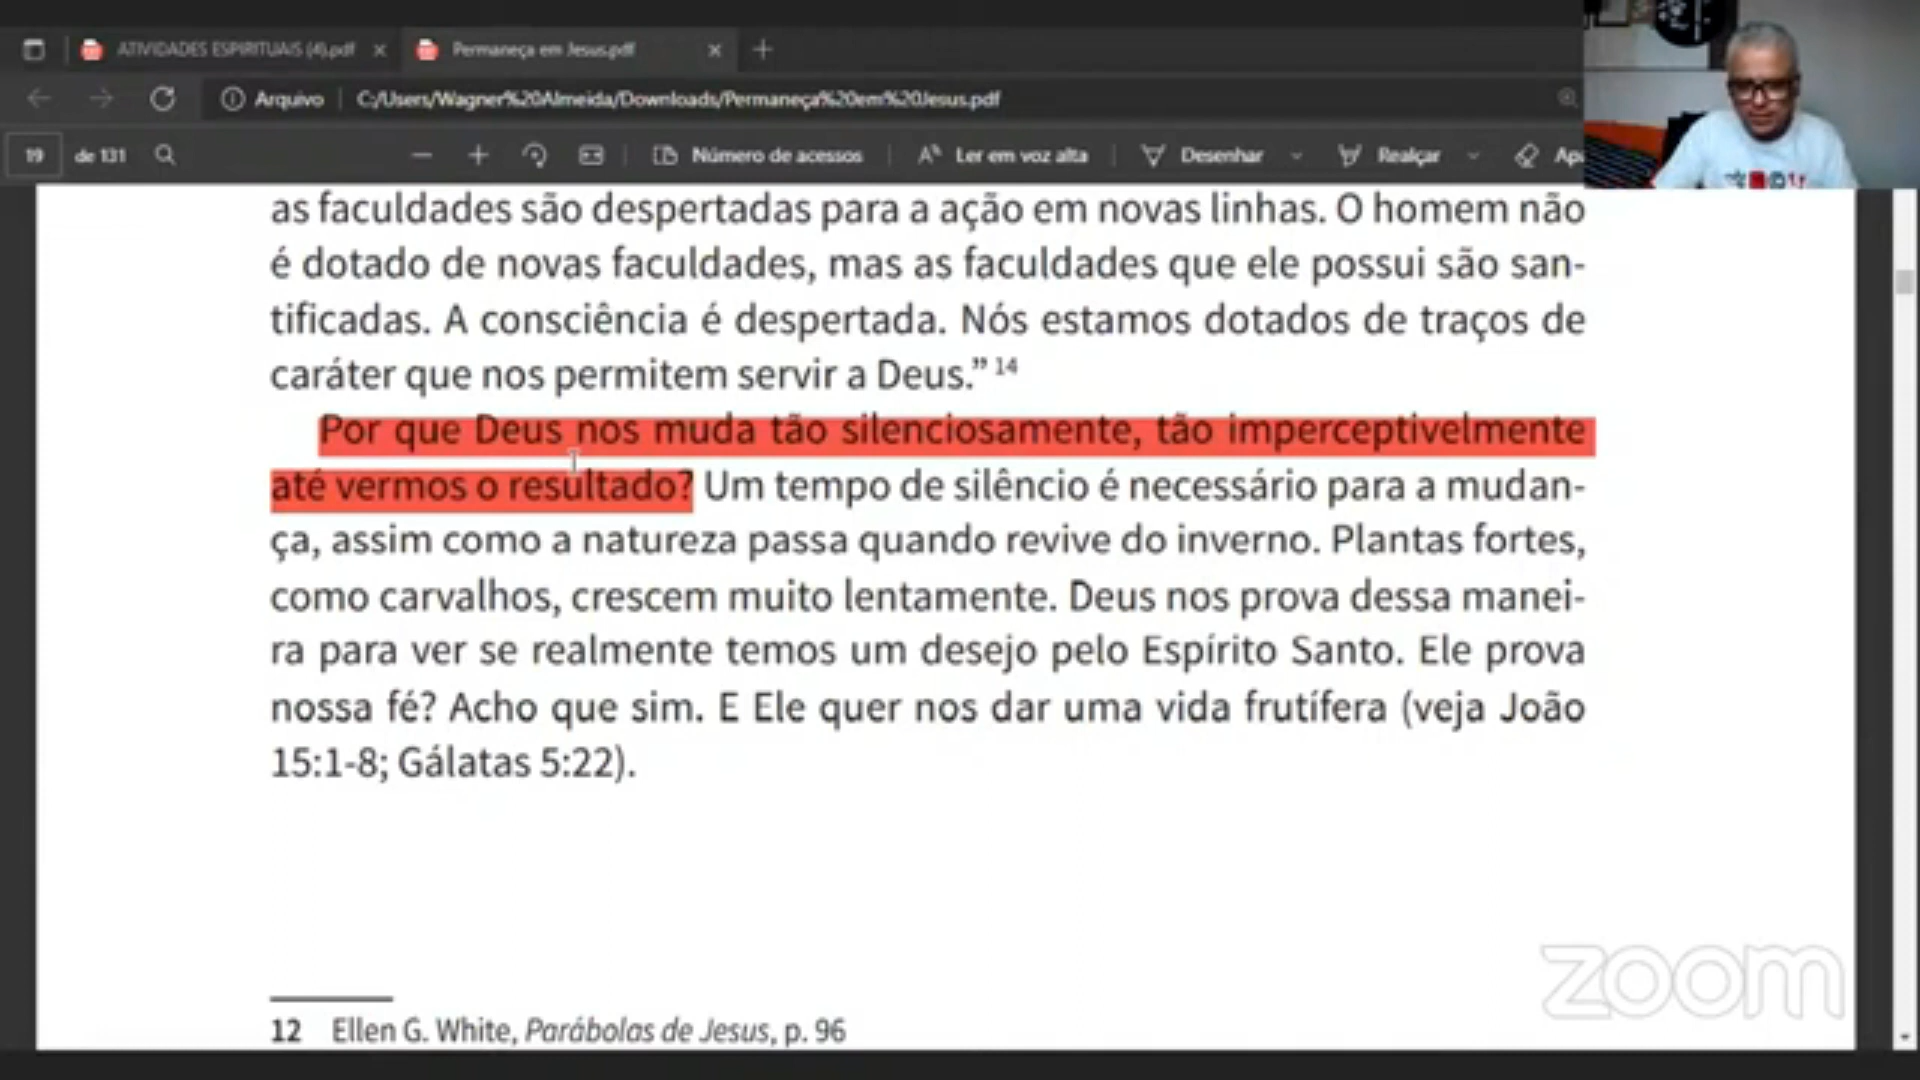 ATIVIDADES ESPIRITUAIS (4).pdf
Permaneça em Jesus.pdf
Arquivo
C:/Users/Wagner%20Almeida/Downloads/Permaneça%20em%20Jesus.pdf
19 de 131
Número de acessos
Ler em voz alta
Desenhar
Realçar
as faculdades são despertadas para a ação em novas linhas. O homem não
é dotado de novas faculdades, mas as faculdades que ele possui são san-
tificadas. A consciência é despertada. Nós estamos dotados de traços de
caráter que nos permitem servir a Deus.” 14
Por que Deus nos muda tão silenciosamente, tão imperceptivelmente
até vermos o resultado? Um tempo de silêncio é necessário para a mudan-
ça, assim como a natureza passa quando revive do inverno. Plantas fortes,
como carvalhos, crescem muito lentamente. Deus nos prova dessa manei-
ra para ver se realmente temos um desejo pelo Espírito Santo. Ele prova
nossa fé? Acho que sim. E Ele quer nos dar uma vida frutífera (veja João
15:1-8; Gálatas 5:22).
12 Ellen G. White, Parábolas de Jesus, p. 96
zoom